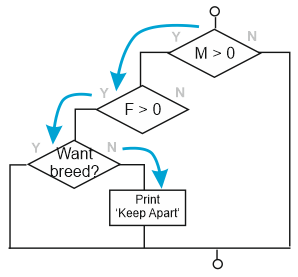 Y
N
M > 0
Y
N
F > 0
Y
N
Want
breed?
Print
'Keep Apart'